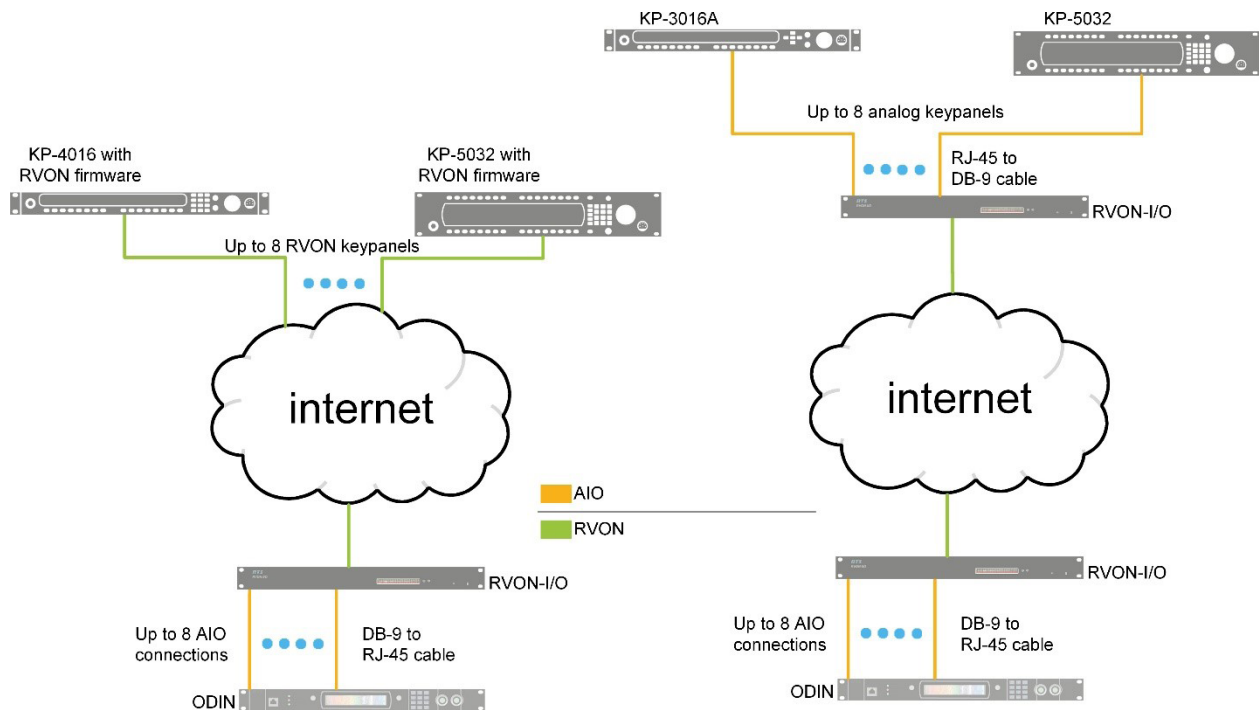 KP-3016A
KP-5032
Up to 8 analog keypanels
RJ-45 to
DB-9 cable
RVON-I/O
internet
RVON-I/O
Up to 8 AIO
connections
DB-9 to
RJ-45 cable
ODIN
KP-4016 with
RVON firmware
KP-5032 with
RVON firmware
Up to 8 RVON keypanels
internet
AIO
RVON
RVON-I/O
Up to 8 AIO
connections
DB-9 to
RJ-45 cable
ODIN